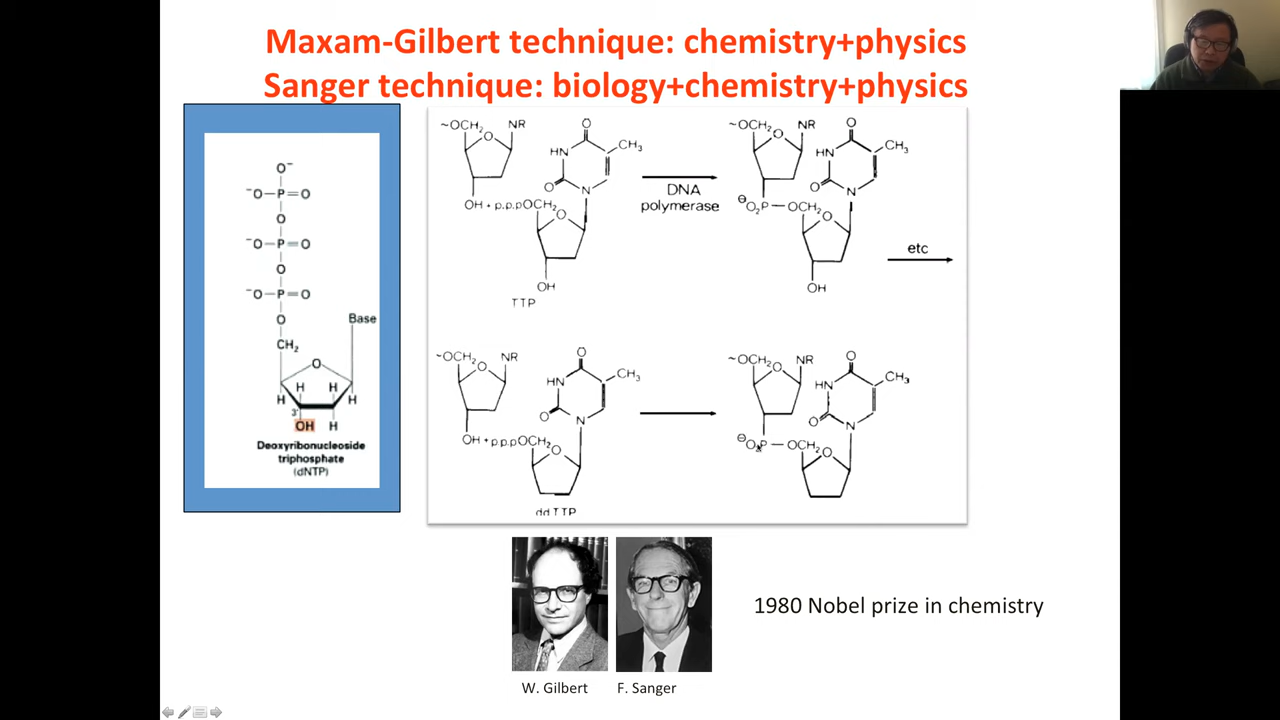 Maxam-Gilbert technique: chemistry+physics
Sanger technique: biology+chemistry+physics
O⁻
⁻O–P=O
O
⁻O–P=O
O
⁻O–P=O
O
Base
CH₂
O
H H
H H
3'
OH H
Deoxyribonucleoside
triphosphate
(dNTP)
~OCH₂ NR O
O HN CH₃
O N
OH + p.p.pOCH₂
O
OH
TTP
DNA
polymerase
~OCH₂ NR O
O HN CH₃
O N
⊖O₂P—OCH₂
O
OH
etc
~OCH₂ NR O
O HN CH₃
O N
OH + p.p.pOCH₂
O
ddTTP
~OCH₂ NR O
O HN CH₃
O N
⊖O₂P—OCH₂
O
1980 Nobel prize in chemistry
W. Gilbert F. Sanger